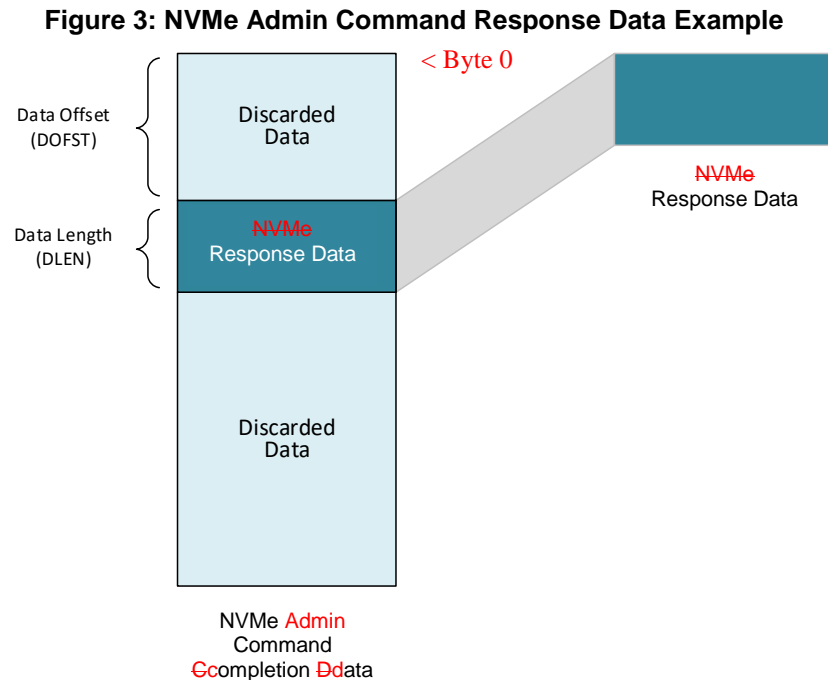 Figure 3: NVMe Admin Command Response Data Example
< Byte 0
Data Offset
(DOFST)
Discarded
Data
NVMe
Response Data
Data Length
(DLEN)
NVMe
Response Data
Discarded
Data
NVMe Admin
Command
Ccompletion Ddata